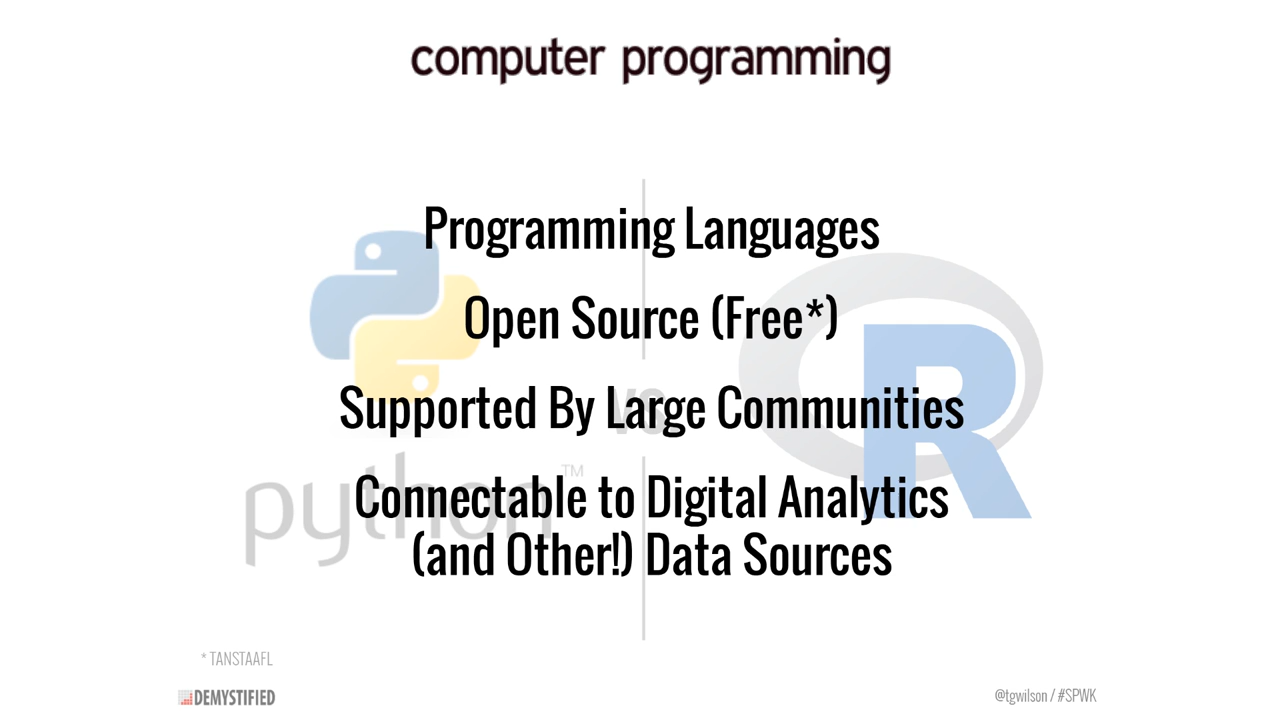 computer programming
Programming Languages
Open Source (Free*)
Supported By Large Communities
vs
python™
Connectable to Digital Analytics
(and Other!) Data Sources
R
* TANSTAAFL
DEMYSTIFIED
@tgwilson / #SPWK